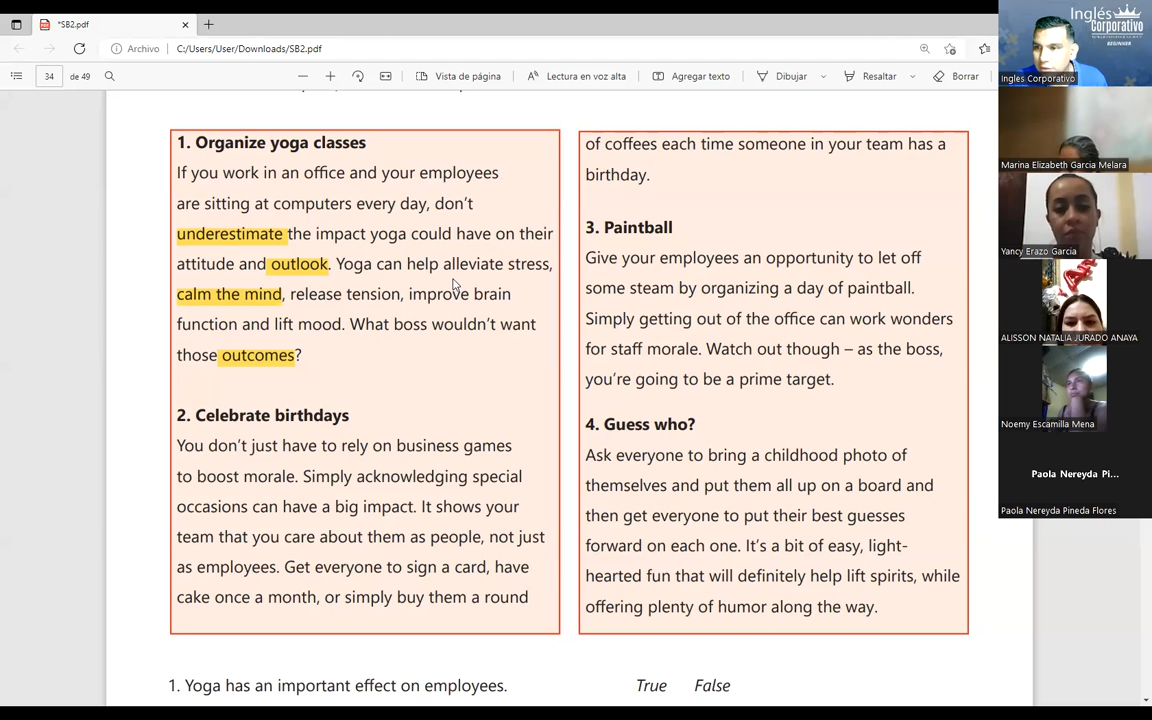 *SB2.pdf
Archivo
C:/Users/User/Downloads/SB2.pdf
34
de 49
Vista de página
Lectura en voz alta
Agregar texto
Dibujar
Resaltar
Borrar
1. Organize yoga classes
If you work in an office and your employees
are sitting at computers every day, don't
underestimate the impact yoga could have on their
attitude and outlook. Yoga can help alleviate stress,
calm the mind, release tension, improve brain
function and lift mood. What boss wouldn't want
those outcomes?
2. Celebrate birthdays
You don't just have to rely on business games
to boost morale. Simply acknowledging special
occasions can have a big impact. It shows your
team that you care about them as people, not just
as employees. Get everyone to sign a card, have
cake once a month, or simply buy them a round
of coffees each time someone in your team has a
birthday.
3. Paintball
Give your employees an opportunity to let off
some steam by organizing a day of paintball.
Simply getting out of the office can work wonders
for staff morale. Watch out though – as the boss,
you're going to be a prime target.
4. Guess who?
Ask everyone to bring a childhood photo of
themselves and put them all up on a board and
then get everyone to put their best guesses
forward on each one. It's a bit of easy, light-
hearted fun that will definitely help lift spirits, while
offering plenty of humor along the way.
1. Yoga has an important effect on employees. True False
Inglés
Corporativo
BEGINNER
Ingles Corporativo
Marina Elizabeth Garcia Melara
Yancy Erazo Garcia
ALISSON NATALIA JURADO ANAYA
Noemy Escamilla Mena
Paola Nereyda Pi...
Paola Nereyda Pineda Flores